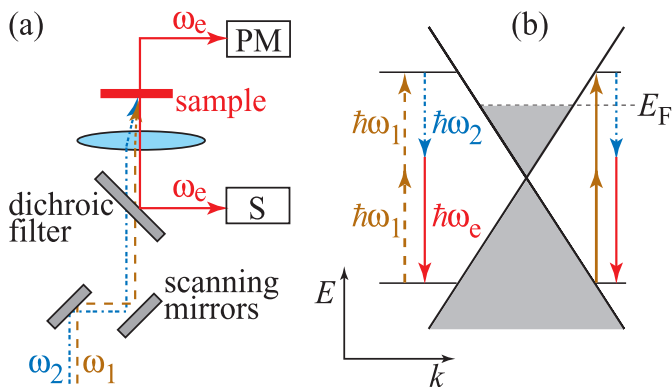 (a)
ωe
PM
sample
ωe
S
dichroic
filter
scanning
mirrors
ω2
ω1
(b)
EF
ħω1
ħω2
ħω1
ħωe
E
k